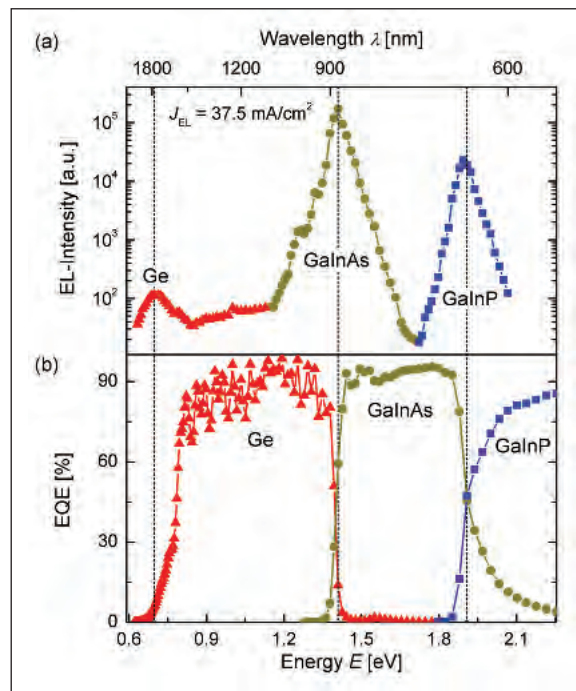 (a)
Wavelength λ [nm]
1800 1200 900 600
J_EL = 37.5 mA/cm²
10⁵
10⁴
10³
10²
EL-Intensity [a.u.]
Ge
GaInAs
GaInP
(b)
90
60
30
0
EQE [%]
Ge
GaInAs
GaInP
0.6 0.9 1.2 1.5 1.8 2.1
Energy E [eV]